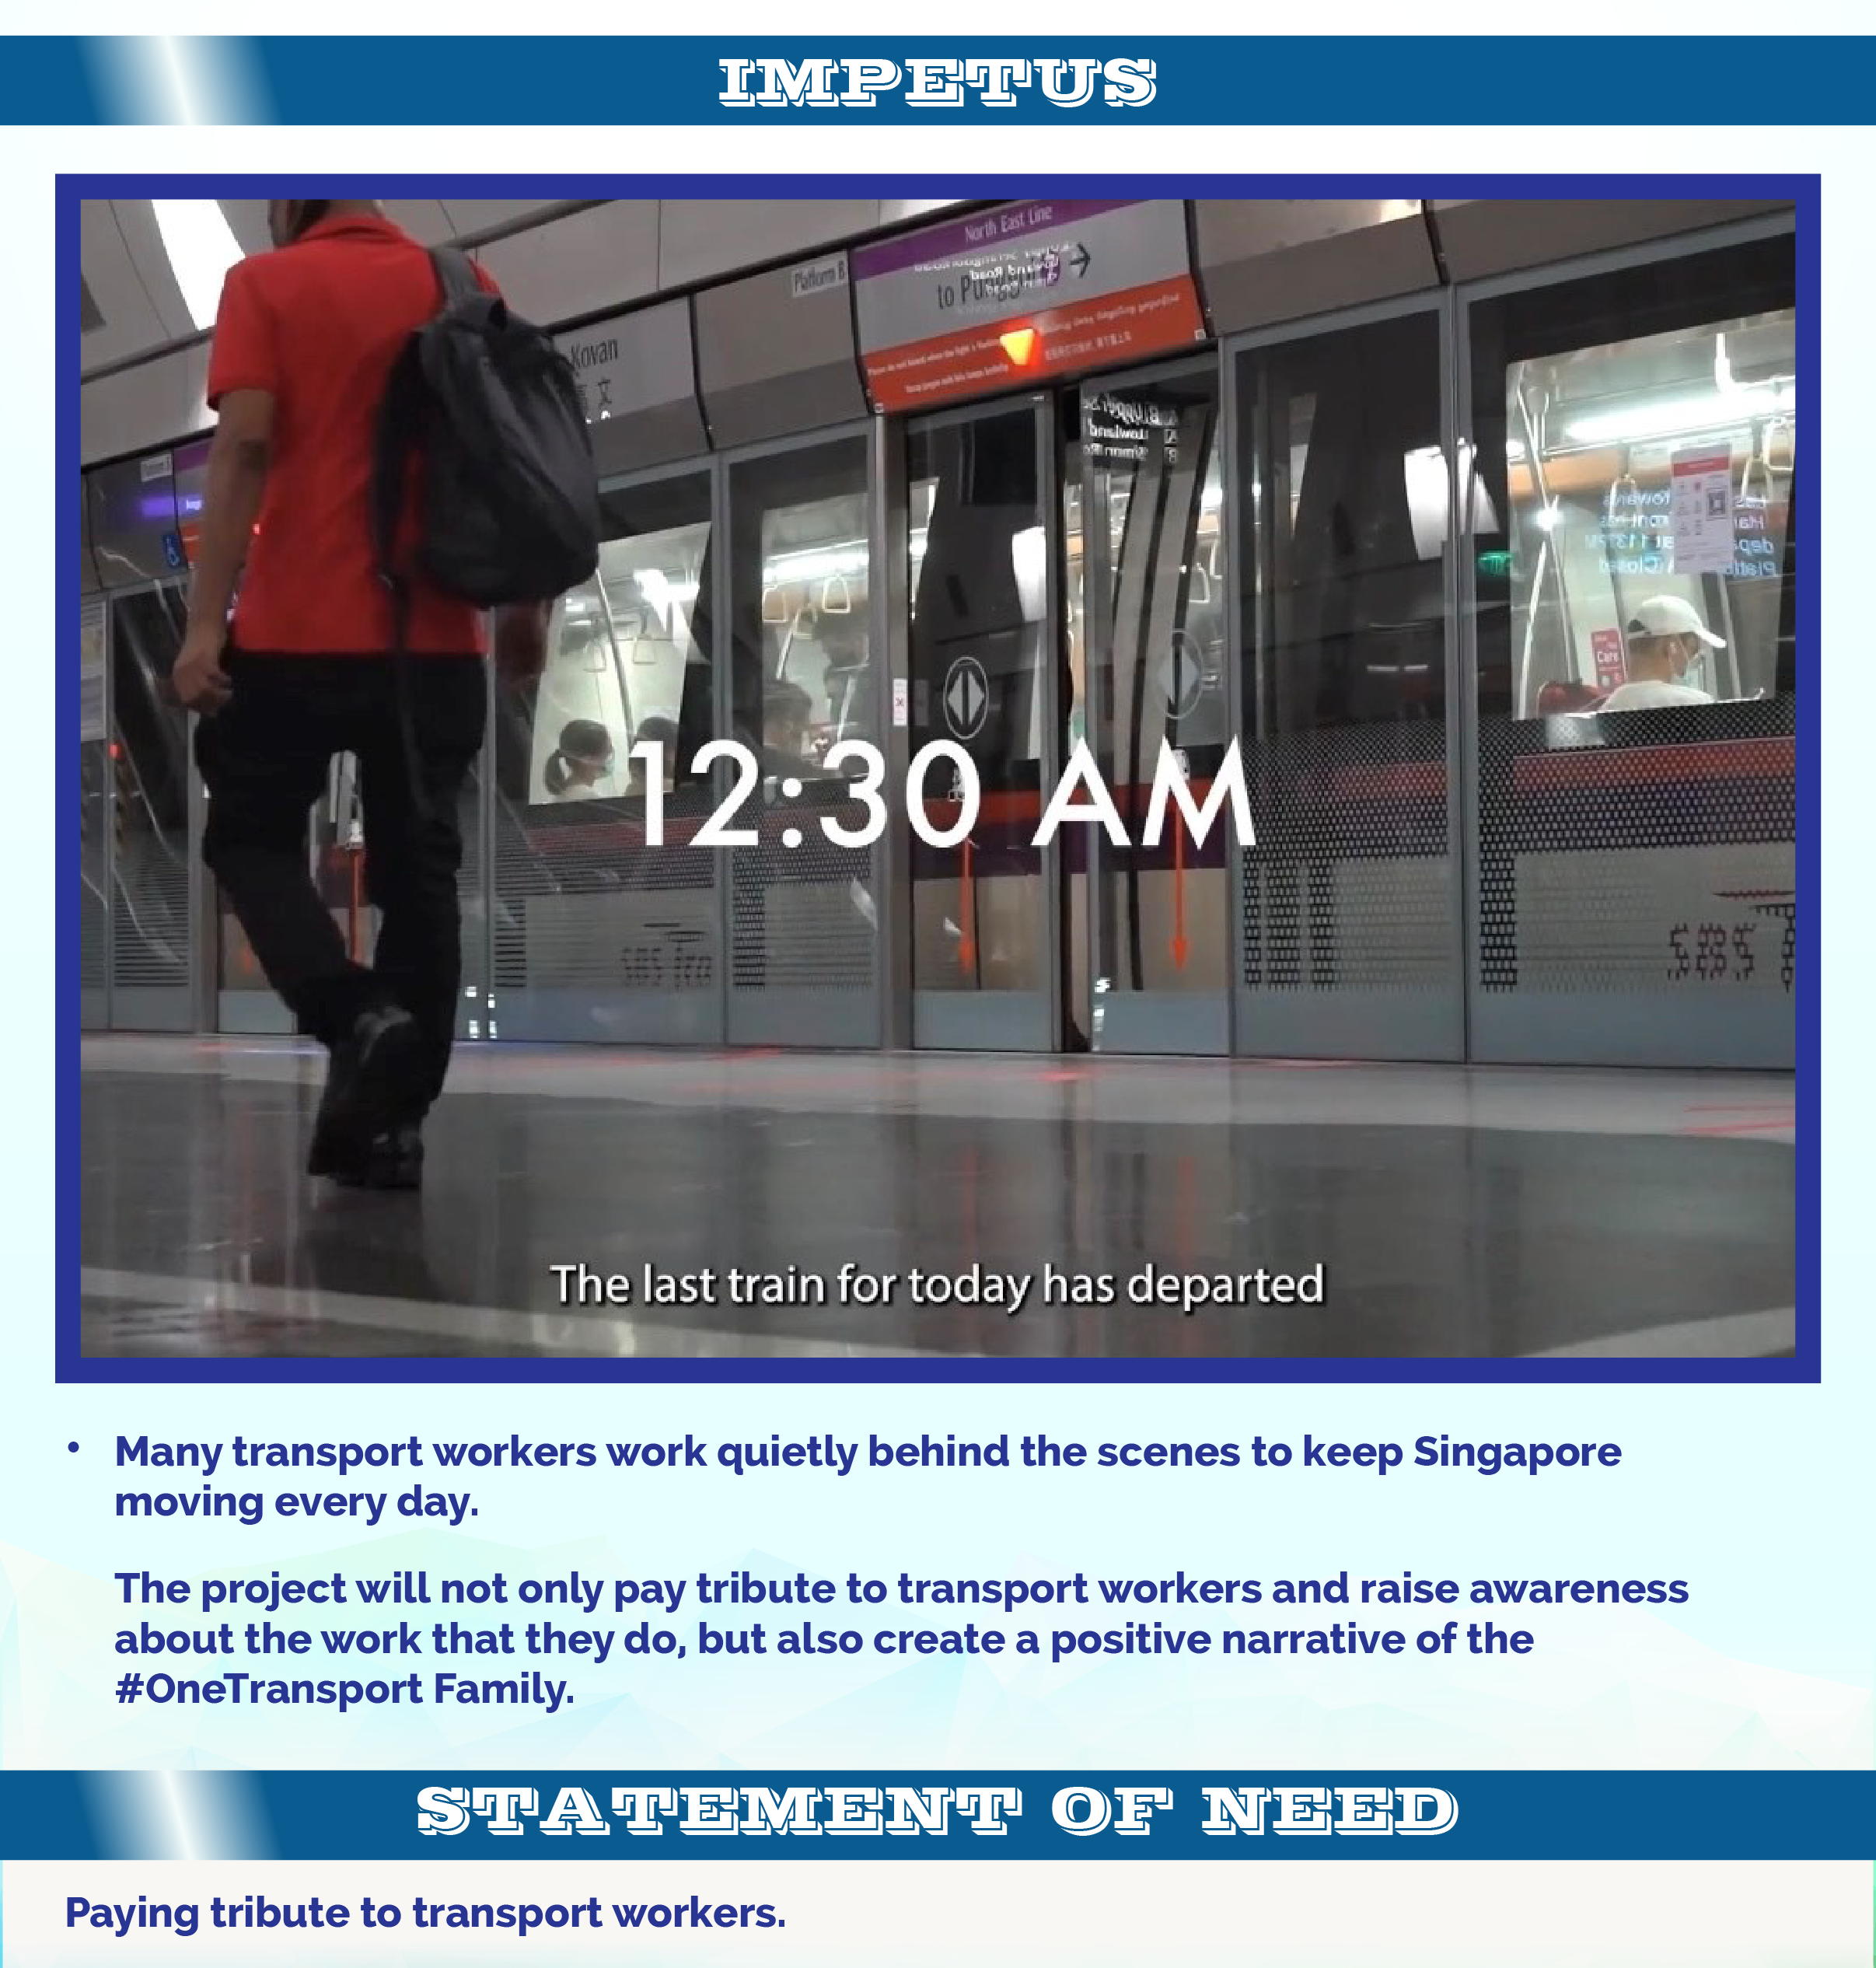 IMPETUS
North East Line
Platform B
to Punggol →
Kovan
文
Care
12:30 AM
SBS
The last train for today has departed
• Many transport workers work quietly behind the scenes to keep Singapore
moving every day.
The project will not only pay tribute to transport workers and raise awareness
about the work that they do, but also create a positive narrative of the
#OneTransport Family.
STATEMENT OF NEED
Paying tribute to transport workers.